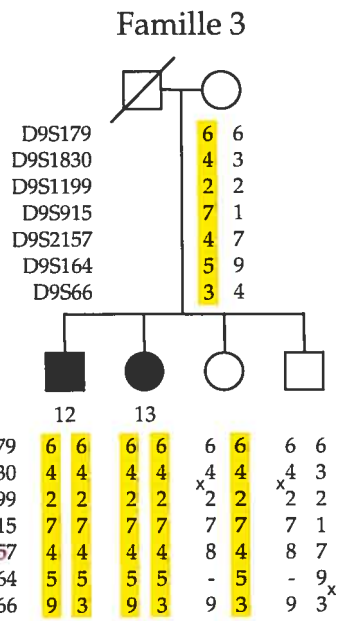 Famille 3
D9S179 6 6
D9S1830 4 3
D9S1199 2 2
D9S915 7 1
D9S2157 4 7
D9S164 5 9
D9S66 3 4
12 13
79 6 6 6 6 6 6 6 6
30 4 4 4 4 x4 4 x4 3
99 2 2 2 2 2 2 2 2
15 7 7 7 7 7 7 7 1
57 4 4 4 4 8 4 8 7
64 5 5 5 5 - 5 - 9x
66 9 3 9 3 9 3 9 3